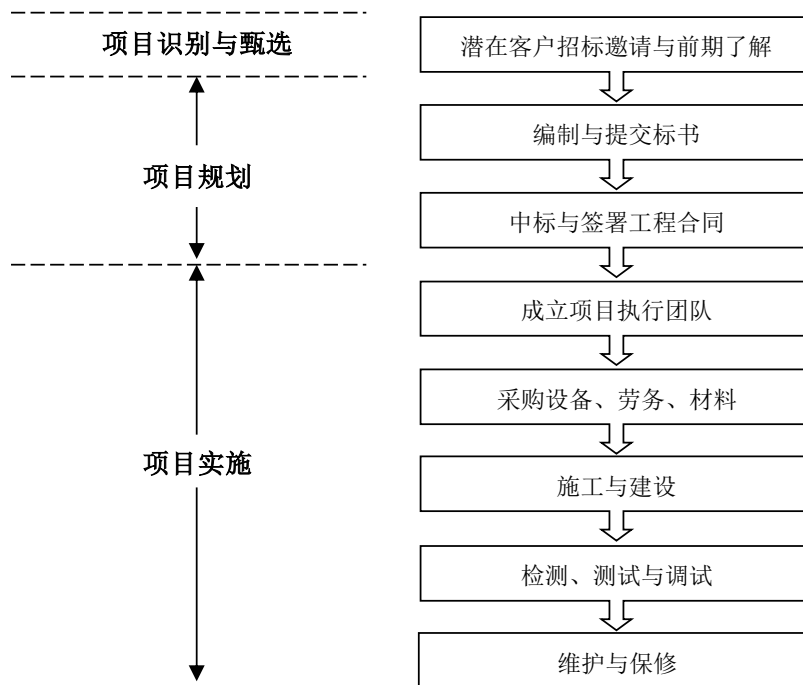 项目识别与甄选
潜在客户招标邀请与前期了解
编制与提交标书
项目规划
中标与签署工程合同
成立项目执行团队
采购设备、劳务、材料
项目实施
施工与建设
检测、测试与调试
维护与保修